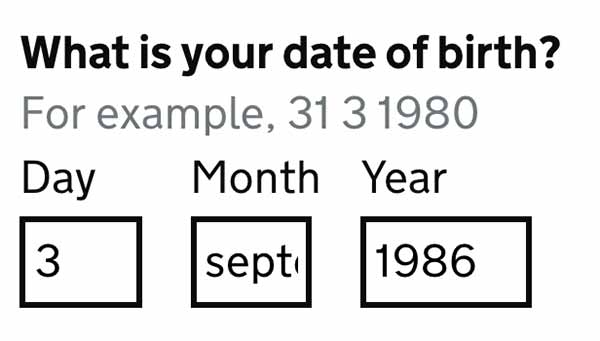 What is your date of birth?
For example, 31 3 1980
Day Month Year
3 sept 1986